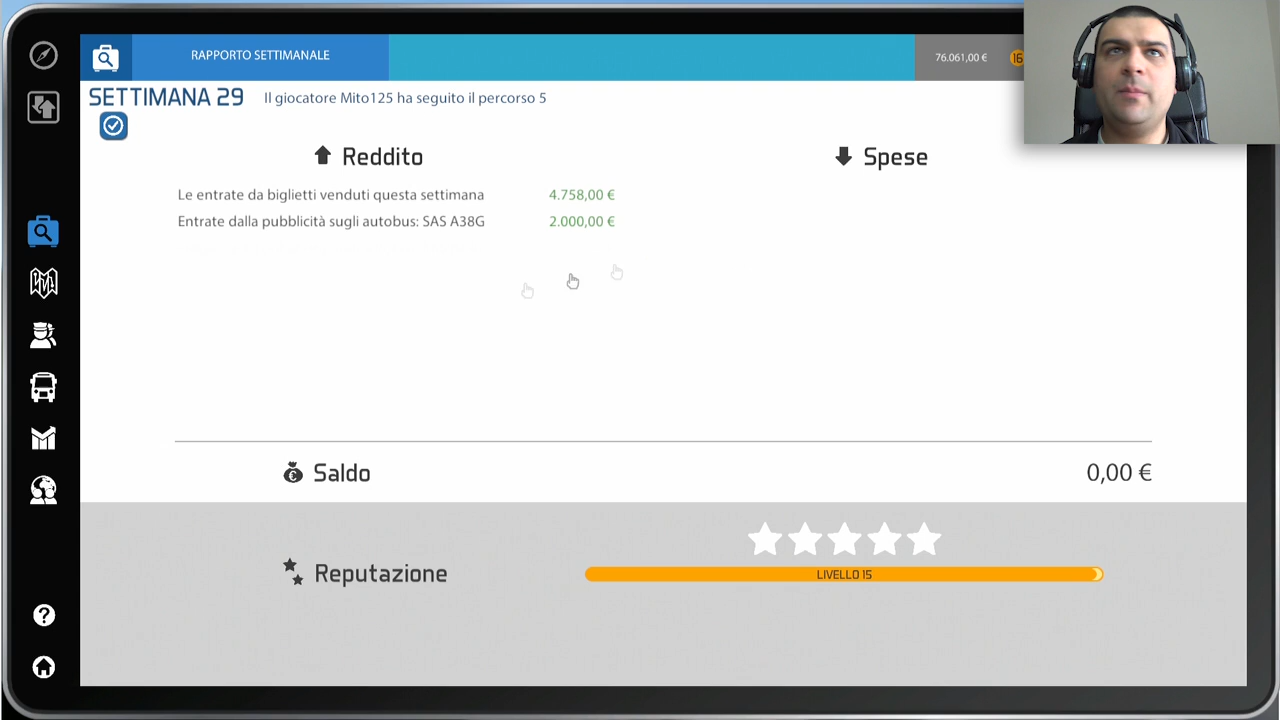 RAPPORTO SETTIMANALE
76.061,00 €
16
SETTIMANA 29
Il giocatore Mito125 ha seguito il percorso 5
Reddito
Spese
Le entrate da biglietti venduti questa settimana 4.758,00 €
Entrate dalla pubblicità sugli autobus: SAS A38G 2.000,00 €
Saldo
0,00 €
Reputazione
LIVELLO 15